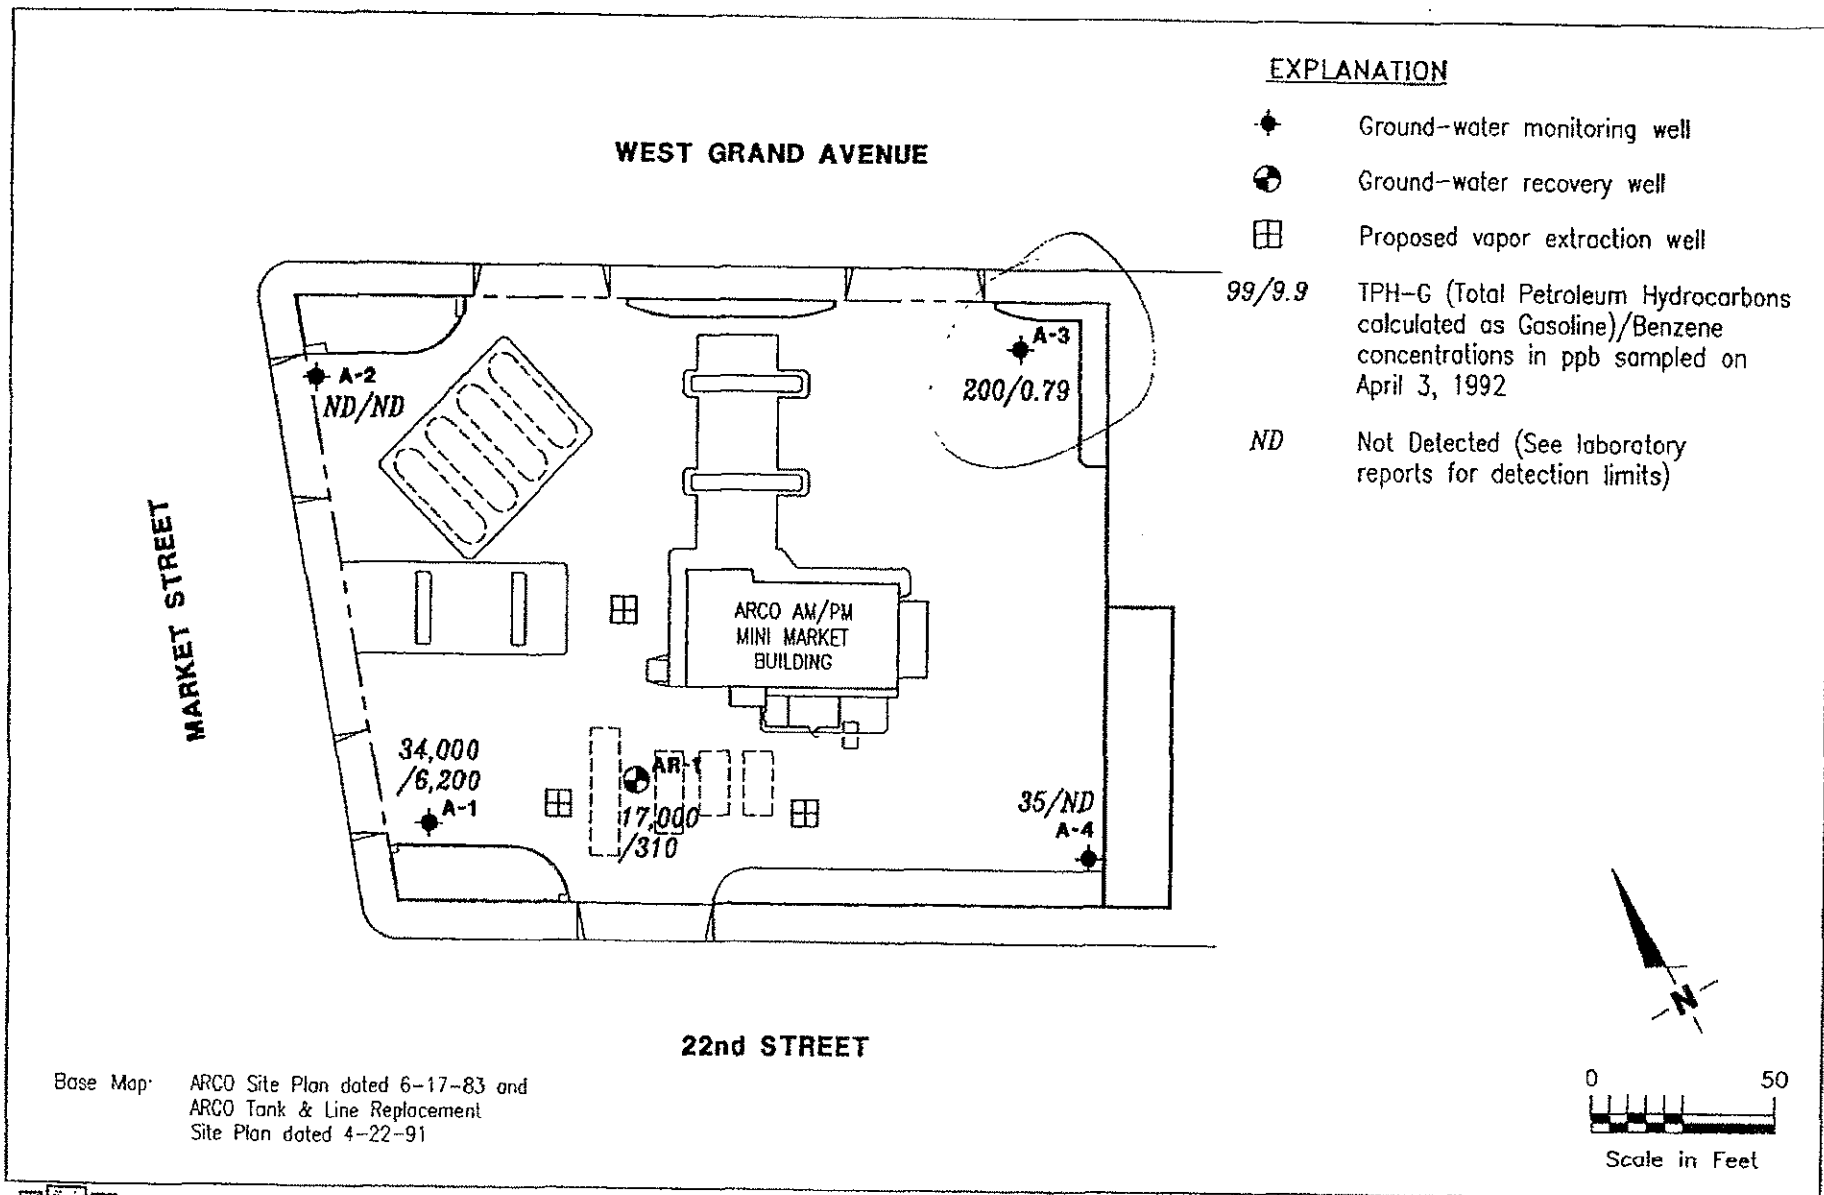 EXPLANATION
Ground-water monitoring well
Ground-water recovery well
Proposed vapor extraction well
99/9.9 TPH-G (Total Petroleum Hydrocarbons
calculated as Gasoline)/Benzene
concentrations in ppb sampled on
April 3, 1992
ND Not Detected (See laboratory
reports for detection limits)
WEST GRAND AVENUE
A-3
200/0.79
A-2
ND/ND
MARKET STREET
ARCO AM/PM
MINI MARKET
BUILDING
34,000
/6,200
A-1
AR-1
17,000
/310
35/ND
A-4
N
22nd STREET
Base Map: ARCO Site Plan dated 6-17-83 and
ARCO Tank & Line Replacement
Site Plan dated 4-22-91
0 50
Scale in Feet